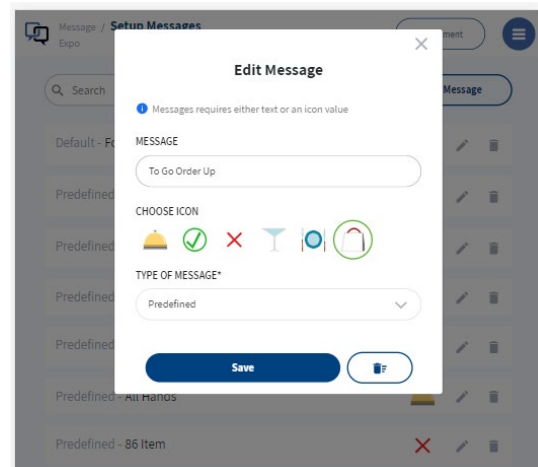 Message / Setup Messages
Expo
ment
Search
Message
Edit Message
Messages requires either text or an icon value
MESSAGE
To Go Order Up
CHOOSE ICON
TYPE OF MESSAGE*
Predefined
Save
Default - Fo
Predefined
Predefined
Predefined
Predefined
Predefined - All Hands
Predefined - 86 Item